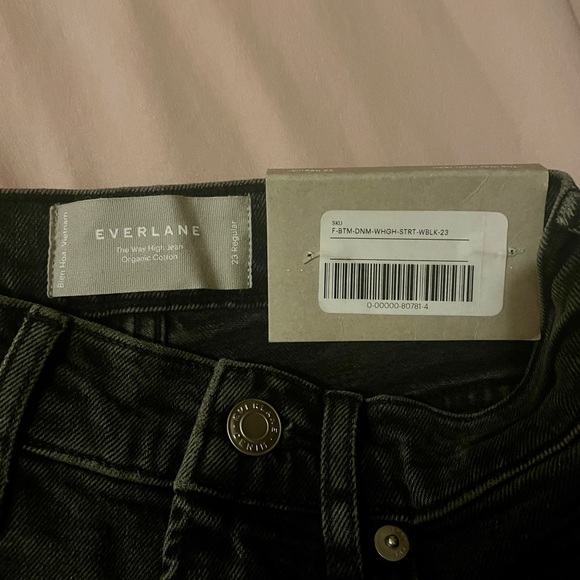 EVERLANE
The Way High Jean
Organic Cotton
Bien Hoa, Vietnam
23 Regular
SKU
F-BTM-DNM-WHGH-STRT-WBLK-23
0-00000-80781-4
EVERLANE
DENIM